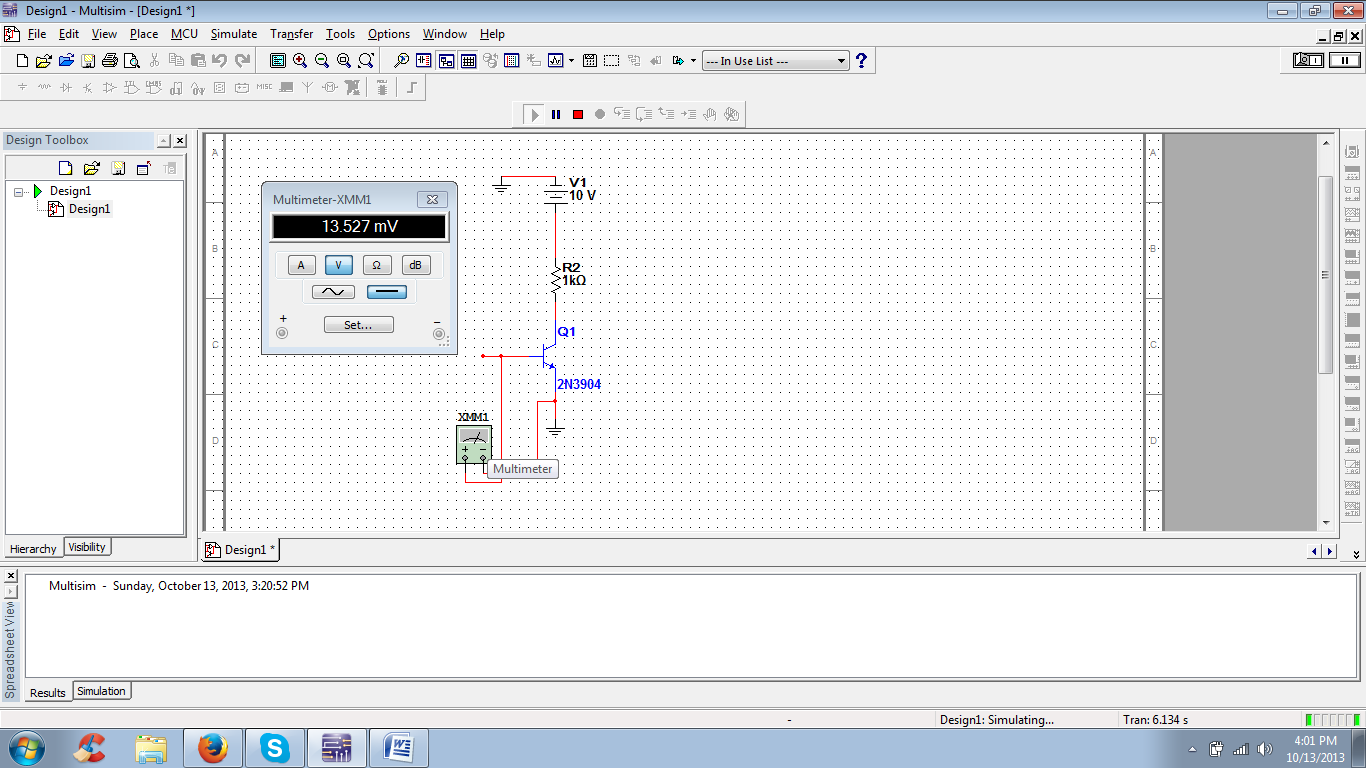 Design1 - Multisim - [Design1 *]
File Edit View Place MCU Simulate Transfer Tools Options Window Help
--- In Use List --- ?
MISC
Design Toolbox
Design1
Design1
Hierarchy Visibility
A
B
C
D
A
B
C
D
Multimeter-XMM1
13.527 mV
A V Ω dB
+ Set... −
V1
10 V
R2
1kΩ
Q1
2N3904
XMM1
+ −
Multimeter
Design1 *
Spreadsheet View
Multisim - Sunday, October 13, 2013, 3:20:52 PM
Results Simulation
- Design1: Simulating... Tran: 6.134 s
4:01 PM
10/13/2013